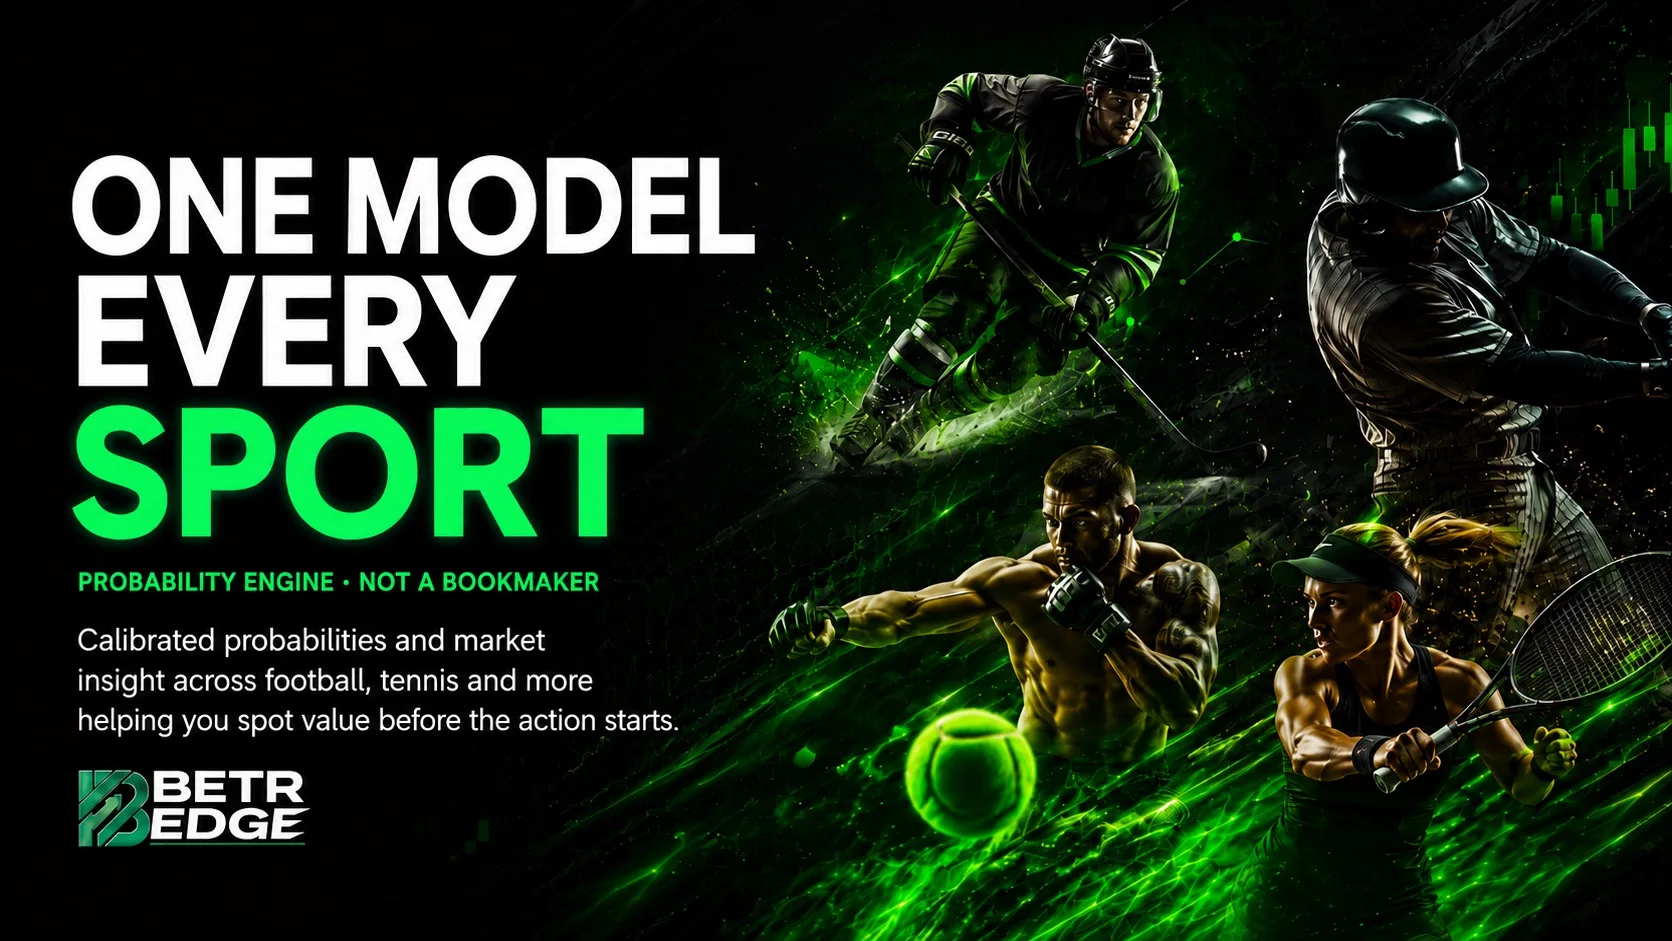 ONE MODEL
EVERY
SPORT
PROBABILITY ENGINE • NOT A BOOKMAKER
Calibrated probabilities and market
insight across football, tennis and more
helping you spot value before the action starts.
BETR
EDGE